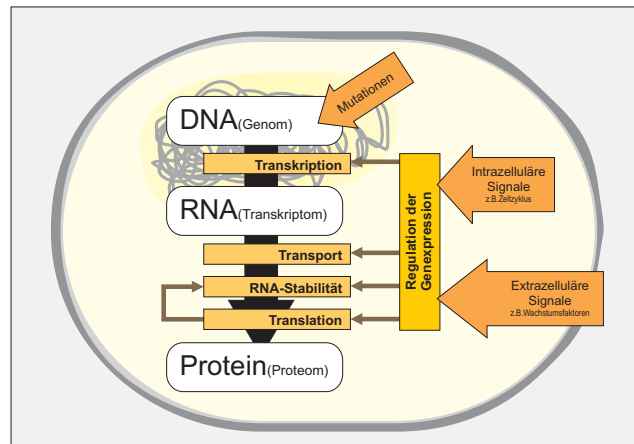 Mutationen
DNA(Genom)
Transkription
RNA(Transkriptom)
Transport
RNA-Stabilität
Translation
Protein(Proteom)
Regulation der
Genexpression
Intrazelluläre
Signale
z.B.Zellzyklus
Extrazelluläre
Signale
z.B.Wachstumsfaktoren